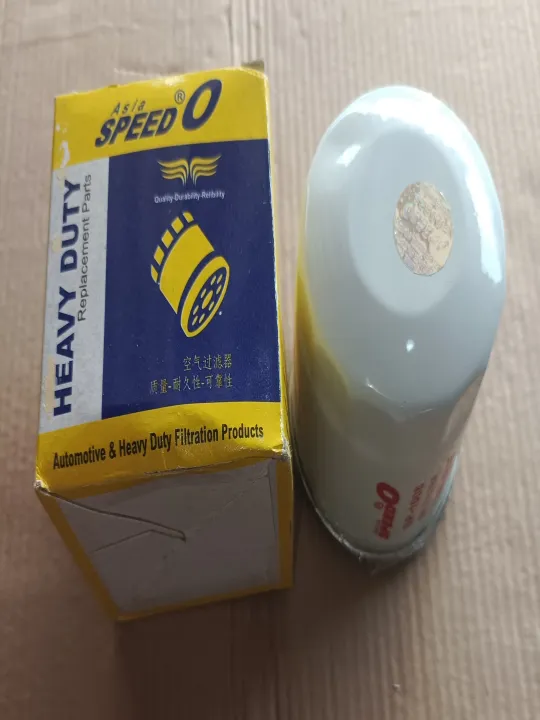 Asia
SPEED O®
Quality-Durability-Relibility
HEAVY DUTY
Replacement Parts
空气过滤器
质量-耐久性-可靠性
Automotive & Heavy Duty Filtration Products